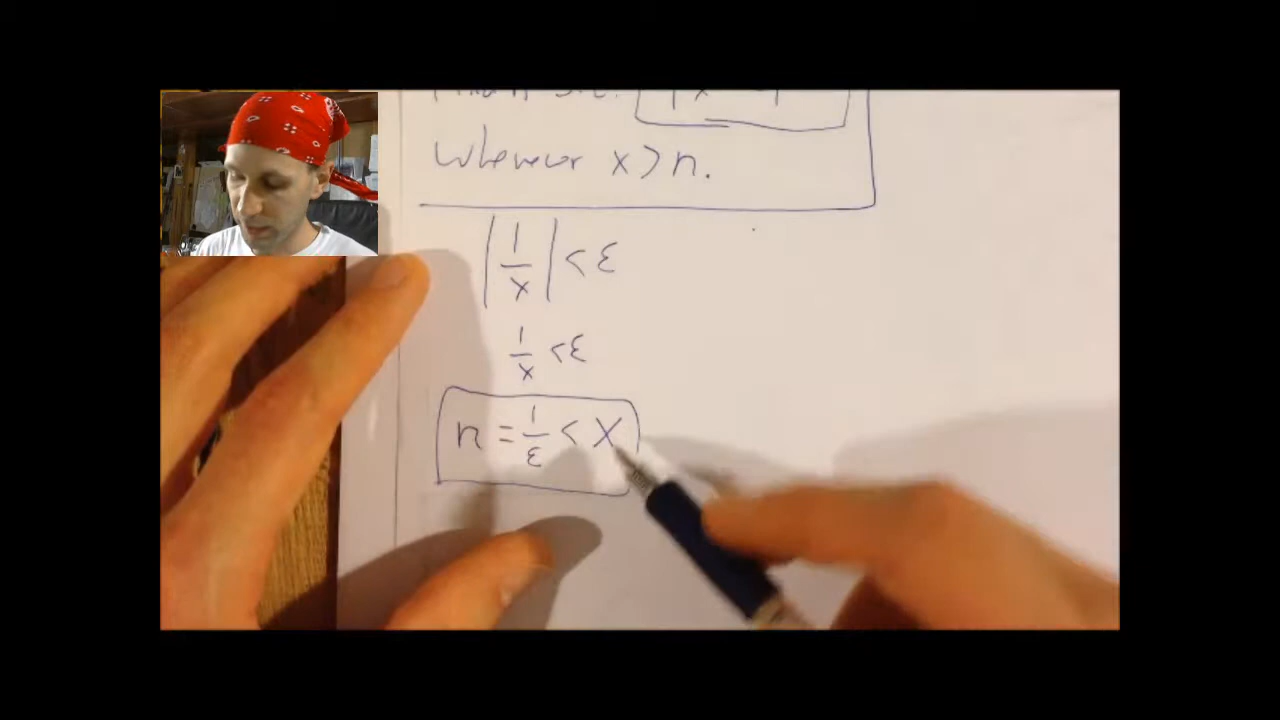 whenever x > n.
|1/x| < ε
1/x < ε
n = 1/ε < x